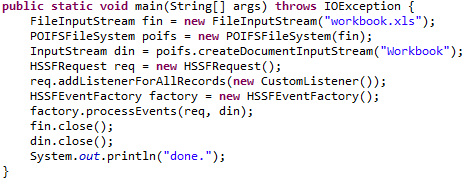 public static void main(String[] args) throws IOException {
    FileInputStream fin = new FileInputStream("workbook.xls");
    POIFSFileSystem poifs = new POIFSFileSystem(fin);
    InputStream din = poifs.createDocumentInputStream("Workbook");
    HSSFRequest req = new HSSFRequest();
    req.addListenerForAllRecords(new CustomListener());
    HSSFEventFactory factory = new HSSFEventFactory();
    factory.processEvents(req, din);
    fin.close();
    din.close();
    System.out.println("done.");
}